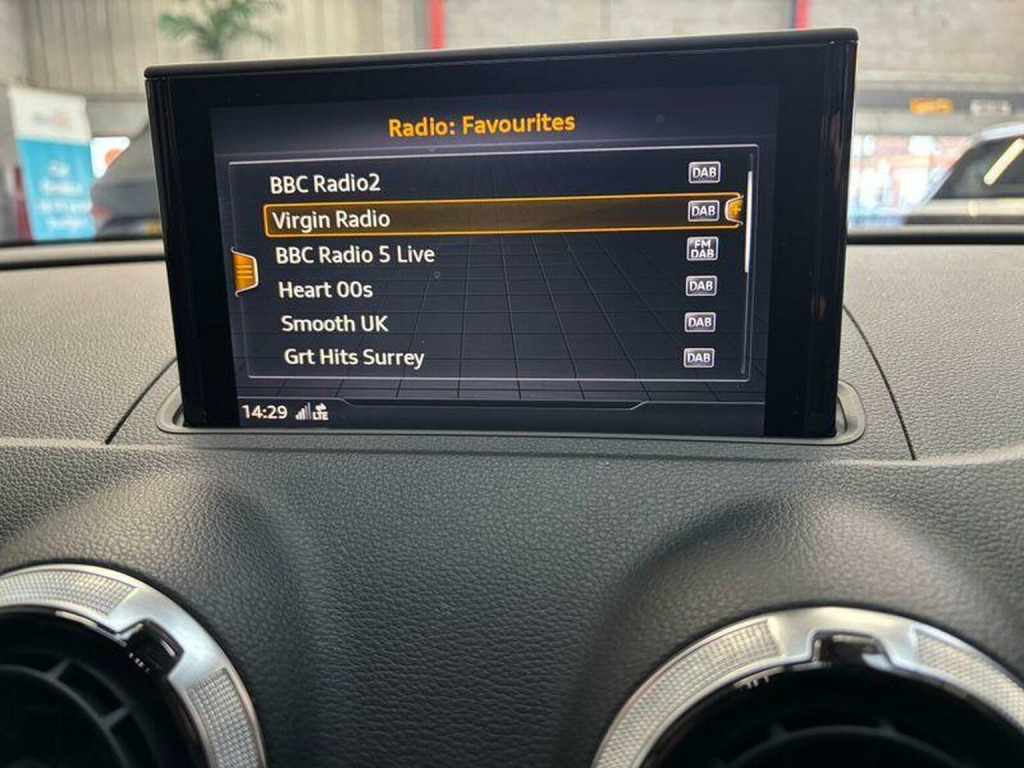 Radio: Favourites
BBC Radio2 DAB
Virgin Radio DAB
BBC Radio 5 Live FM DAB
Heart 00s DAB
Smooth UK DAB
Grt Hits Surrey DAB
14:29 LTE